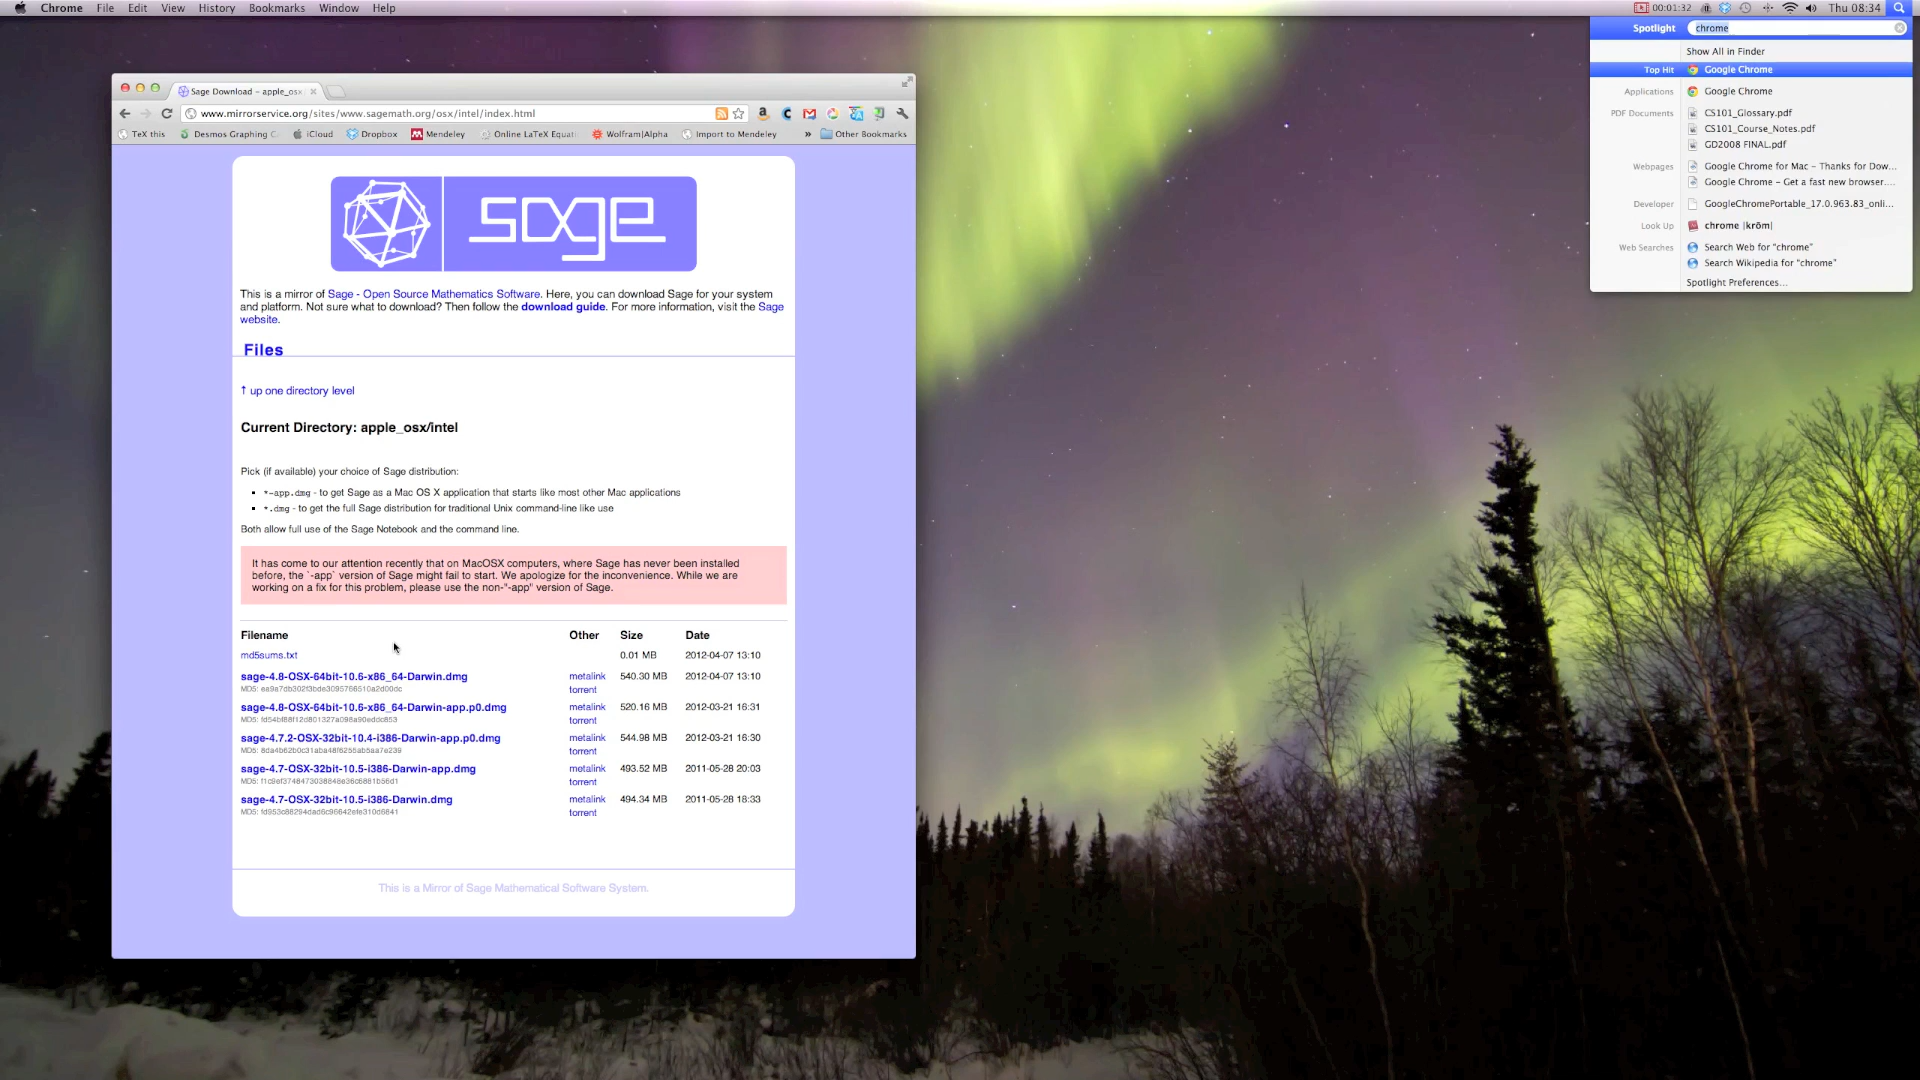 Chrome File Edit View History Bookmarks Window Help
00:01:32 Thu 08:34
Spotlight chrome
Show All in Finder
Top Hit Google Chrome
Applications Google Chrome
PDF Documents CS101_Glossary.pdf
CS101_Course_Notes.pdf
GD2008 FINAL.pdf
Webpages Google Chrome for Mac – Thanks for Dow...
Google Chrome – Get a fast new browser....
Developer GoogleChromePortable_17.0.963.83_onli...
Look Up chrome |krōm|
Web Searches Search Web for "chrome"
Search Wikipedia for "chrome"
Spotlight Preferences...
Sage Download – apple_osx
www.mirrorservice.org/sites/www.sagemath.org/osx/intel/index.html
TeX this Desmos Graphing C iCloud Dropbox Mendeley Online LaTeX Equati Wolfram|Alpha Import to Mendeley » Other Bookmarks
sage
This is a mirror of Sage - Open Source Mathematics Software. Here, you can download Sage for your system
and platform. Not sure what to download? Then follow the download guide. For more information, visit the Sage
website.
Files
↑ up one directory level
Current Directory: apple_osx/intel
Pick (if available) your choice of Sage distribution:
*-app.dmg - to get Sage as a Mac OS X application that starts like most other Mac applications
*.dmg - to get the full Sage distribution for traditional Unix command-line like use
Both allow full use of the Sage Notebook and the command line.
It has come to our attention recently that on MacOSX computers, where Sage has never been installed
before, the `-app` version of Sage might fail to start. We apologize for the inconvenience. While we are
working on a fix for this problem, please use the non-"-app" version of Sage.
Filename Other Size Date
md5sums.txt 0.01 MB 2012-04-07 13:10
sage-4.8-OSX-64bit-10.6-x86_64-Darwin.dmg metalink 540.30 MB 2012-04-07 13:10
MD5: torrent
sage-4.8-OSX-64bit-10.6-x86_64-Darwin-app.p0.dmg metalink 520.16 MB 2012-03-21 16:31
MD5: torrent
sage-4.7.2-OSX-32bit-10.4-i386-Darwin-app.p0.dmg metalink 544.98 MB 2012-03-21 16:30
MD5: torrent
sage-4.7-OSX-32bit-10.5-i386-Darwin-app.dmg metalink 493.52 MB 2011-05-28 20:03
MD5: torrent
sage-4.7-OSX-32bit-10.5-i386-Darwin.dmg metalink 494.34 MB 2011-05-28 18:33
MD5: torrent
This is a Mirror of Sage Mathematical Software System.